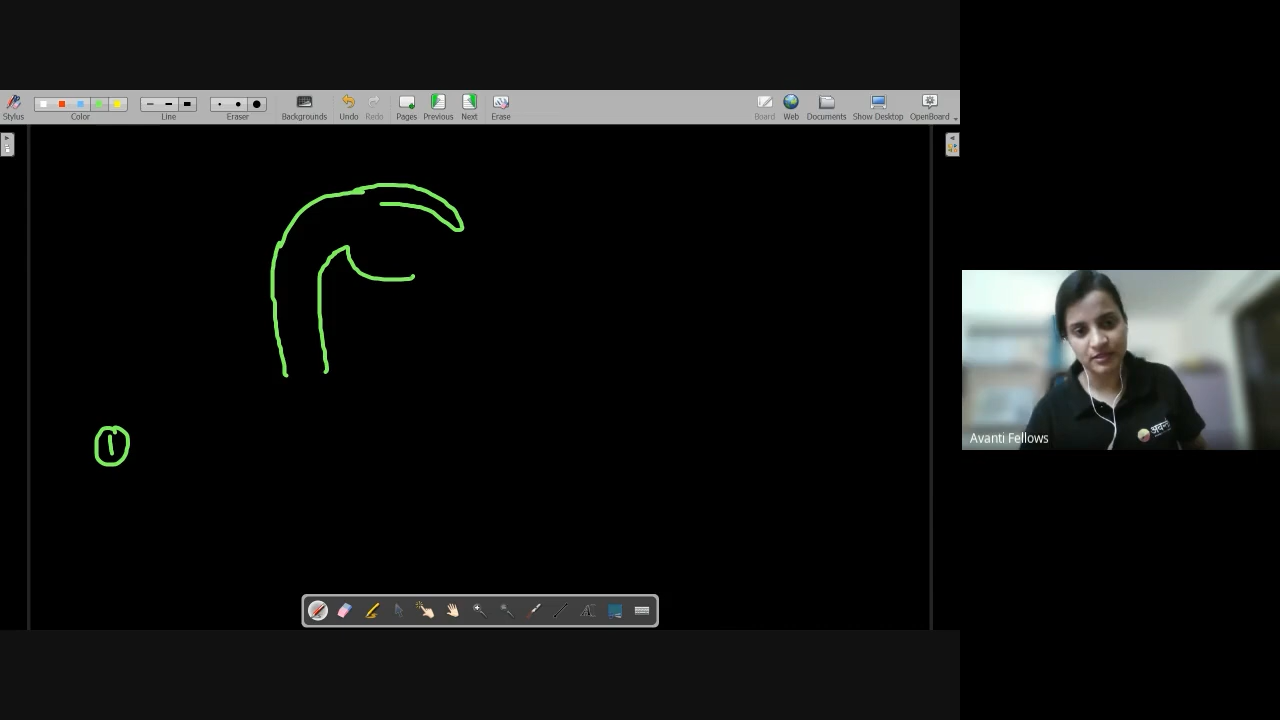 Stylus
Color
Line
Eraser
Backgrounds
Undo
Redo
Pages
Previous
Next
Erase
Board
Web
Documents
Show Desktop
OpenBoard
1
अवन्ती
Avanti Fellows